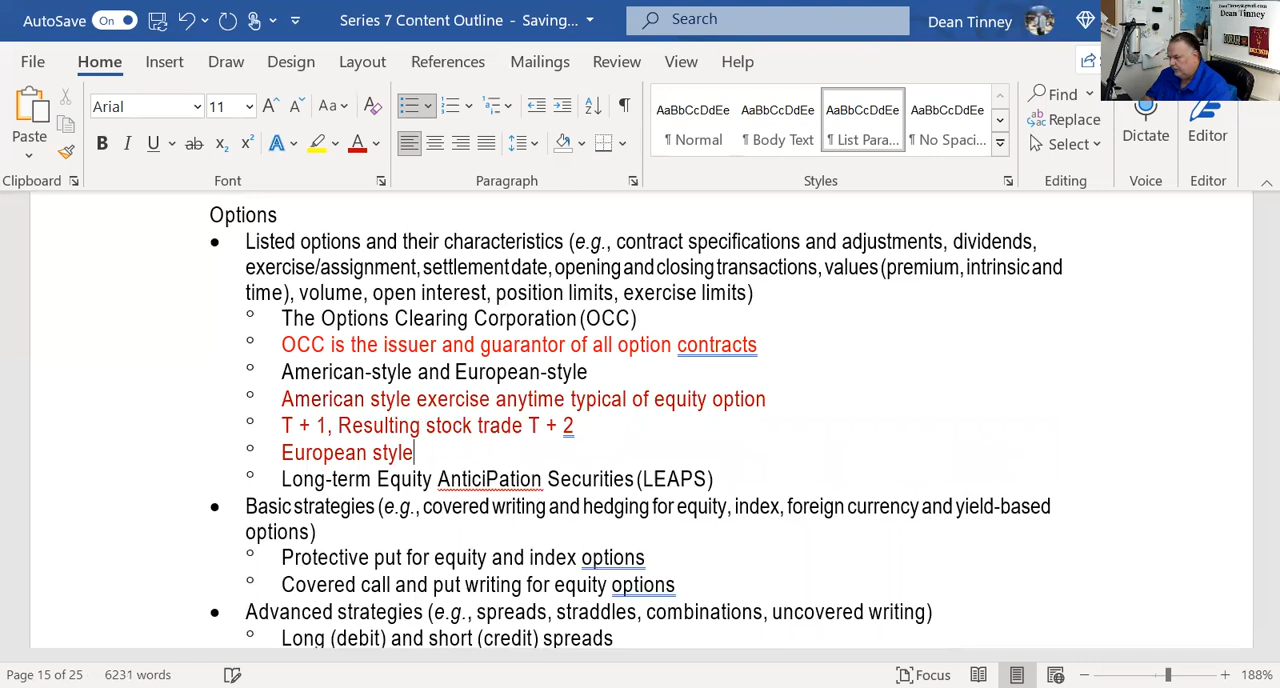 AutoSave On Series 7 Content Outline - Saving... Search Dean Tinney
Dean Tinney
File Home Insert Draw Design Layout References Mailings Review View Help
Paste
Arial 11 Aa
AaBbCcDdEe AaBbCcDdEe AaBbCcDdEe AaBbCcDdEe
¶ Normal ¶ Body Text ¶ List Para... ¶ No Spaci...
Find
Replace
Select
Dictate
Editor
Clipboard Font Paragraph Styles Editing Voice Editor
Options
• Listed options and their characteristics (e.g., contract specifications and adjustments, dividends,
exercise/assignment, settlement date, opening and closing transactions, values (premium, intrinsic and
time), volume, open interest, position limits, exercise limits)
° The Options Clearing Corporation (OCC)
° OCC is the issuer and guarantor of all option contracts
° American-style and European-style
° American style exercise anytime typical of equity option
° T + 1, Resulting stock trade T + 2
° European style
° Long-term Equity AnticiPation Securities (LEAPS)
• Basic strategies (e.g., covered writing and hedging for equity, index, foreign currency and yield-based
options)
° Protective put for equity and index options
° Covered call and put writing for equity options
• Advanced strategies (e.g., spreads, straddles, combinations, uncovered writing)
° Long (debit) and short (credit) spreads
Page 15 of 25 6231 words Focus 188%